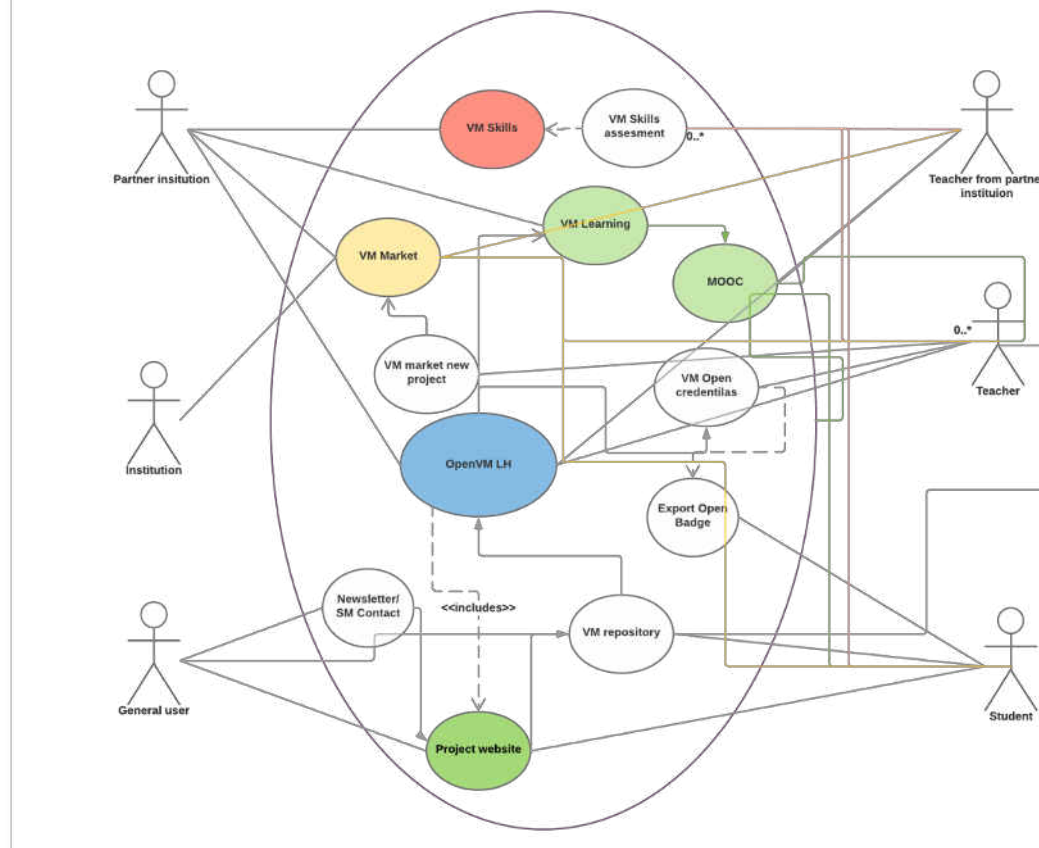 VM Skills
VM Skills
assesment
0..*
Partner insitution
Teacher from partne
instituion
VM Learning
VM Market
MOOC
0..*
VM market new
project
VM Open
credentilas
Teacher
Institution
OpenVM LH
Export Open
Badge
Newsletter/
SM Contact
<<includes>>
VM repository
General user
Student
Project website